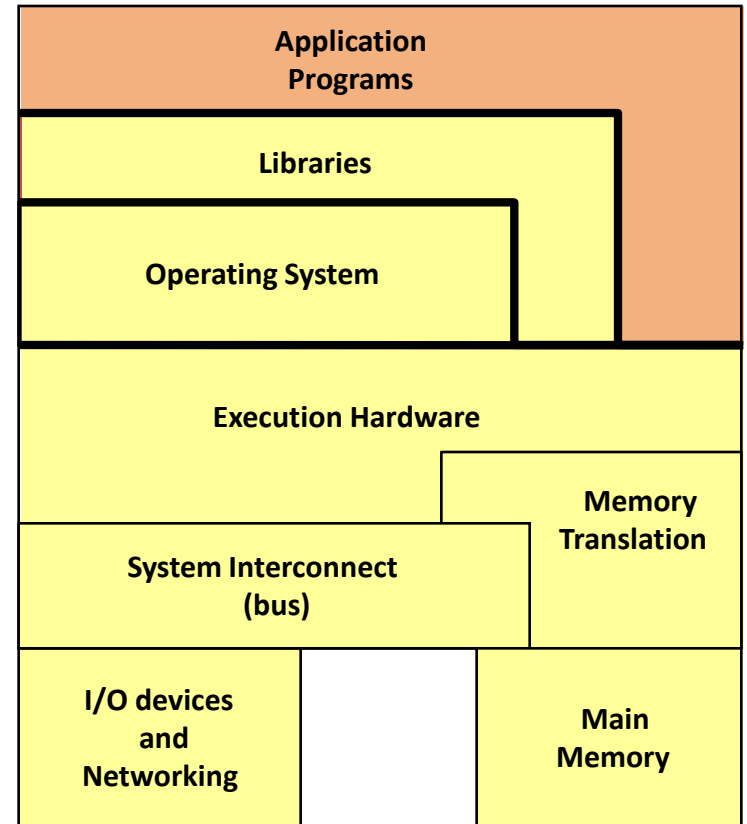 Application
Programs
Libraries
Operating System
Execution Hardware
Memory
Translation
System Interconnect
(bus)
I/O devices
and
Networking
Main
Memory